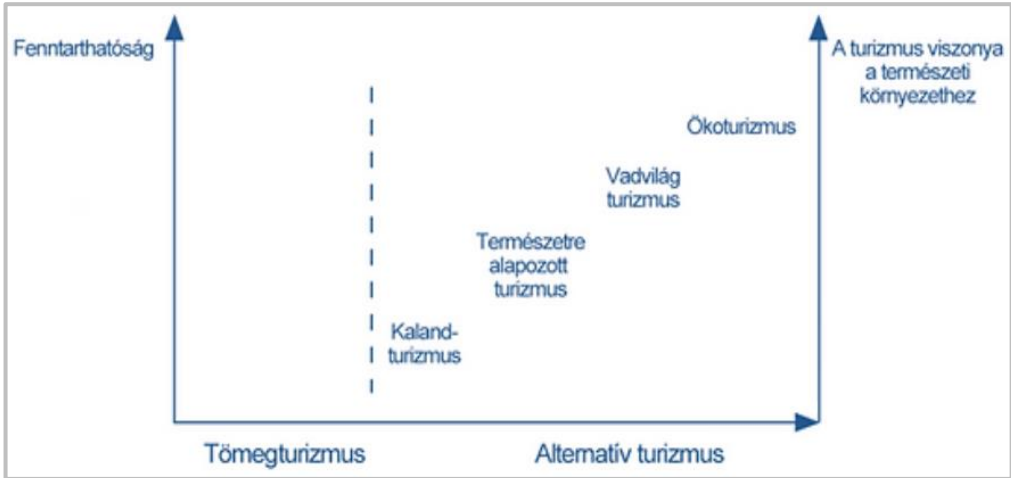 Fenntarthatóság
A turizmus viszonya
a természeti
környezethez
Ökoturizmus
Vadvilág
turizmus
Természetre
alapozott
turizmus
Kaland-
turizmus
Tömegturizmus
Alternatív turizmus